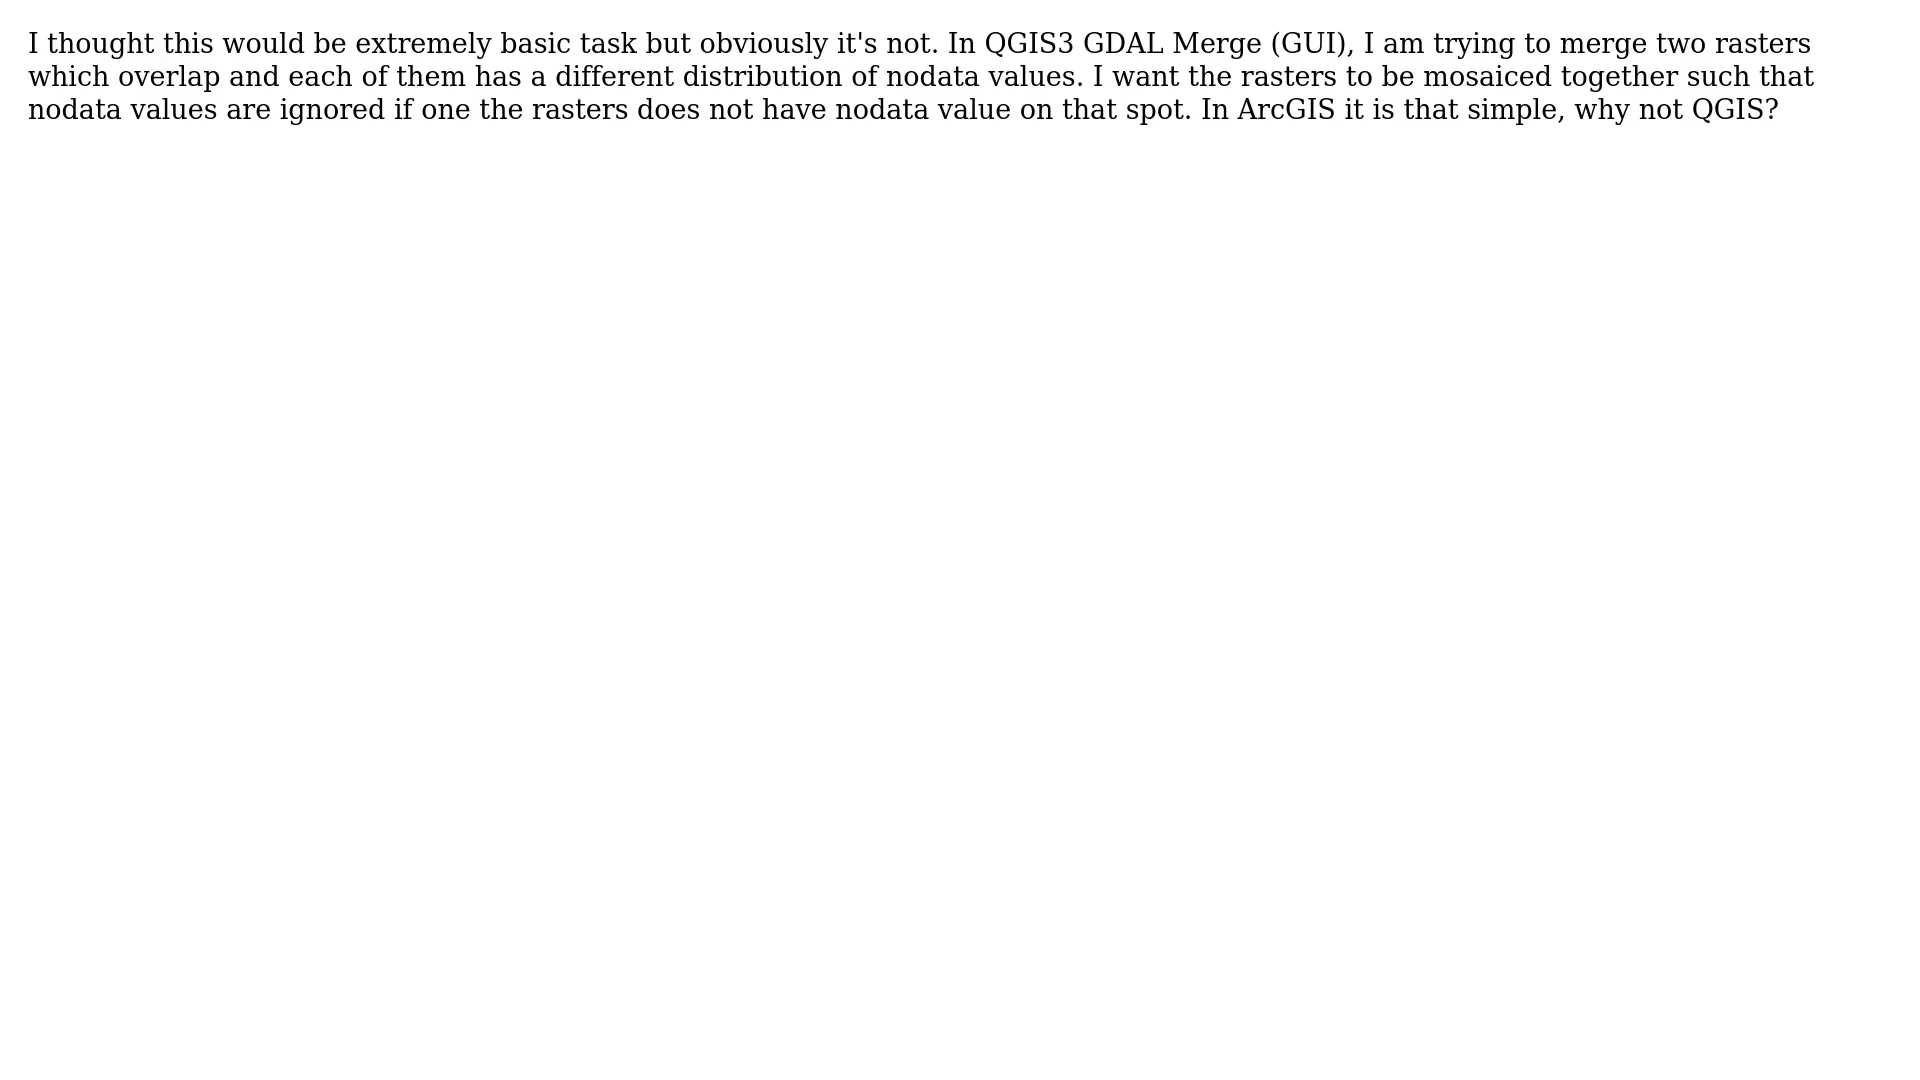 I thought this would be extremely basic task but obviously it's not. In QGIS3 GDAL Merge (GUI), I am trying to merge two rasters
which overlap and each of them has a different distribution of nodata values. I want the rasters to be mosaiced together such that
nodata values are ignored if one the rasters does not have nodata value on that spot. In ArcGIS it is that simple, why not QGIS?